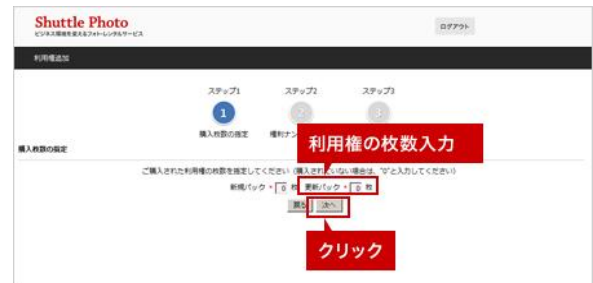 Shuttle Photo
ビジネス環境を変えるフォト・レンタルサービス
ログアウト
利用権追加
ステップ1
ステップ2
ステップ3
1
2
3
購入枚数の指定
権利ナン
利用権の枚数入力
購入枚数の指定
ご購入された利用権の枚数を指定してください（購入されていない場合は、"0"と入力してください）
新規パック * 0 枚 更新パック * 0 枚
戻る 次へ
クリック